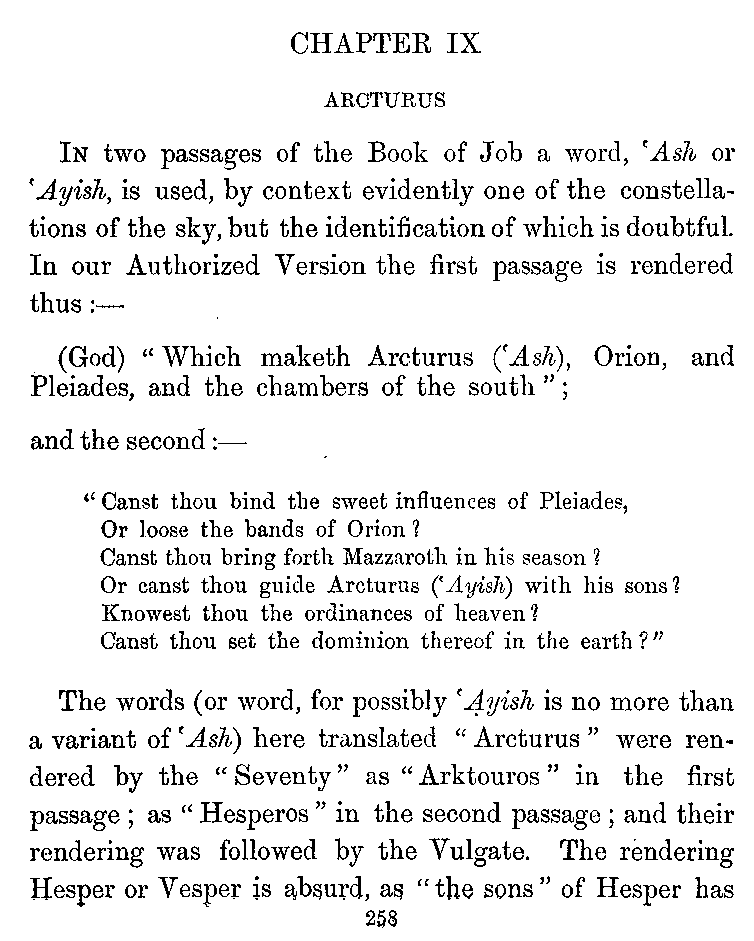 CHAPTER IX
ARCTURUS
IN two passages of the Book of Job a word, ‘Ash or
‘Ayish, is used, by context evidently one of the constella-
tions of the sky, but the identification of which is doubtful.
In our Authorized Version the first passage is rendered
thus :—
(God) “ Which maketh Arcturus (‘Ash), Orion, and
Pleiades, and the chambers of the south ” ;
and the second :—
“ Canst thou bind the sweet influences of Pleiades,
Or loose the bands of Orion ?
Canst thou bring forth Mazzaroth in his season ?
Or canst thou guide Arcturus (‘Ayish) with his sons ?
Knowest thou the ordinances of heaven ?
Canst thou set the dominion thereof in the earth ? ”
The words (or word, for possibly ‘Ayish is no more than
a variant of ‘Ash) here translated “ Arcturus ” were ren-
dered by the “ Seventy ” as “ Arktouros ” in the first
passage ; as “ Hesperos ” in the second passage ; and their
rendering was followed by the Vulgate. The rendering
Hesper or Vesper is absurd, as “ the sons ” of Hesper has
258